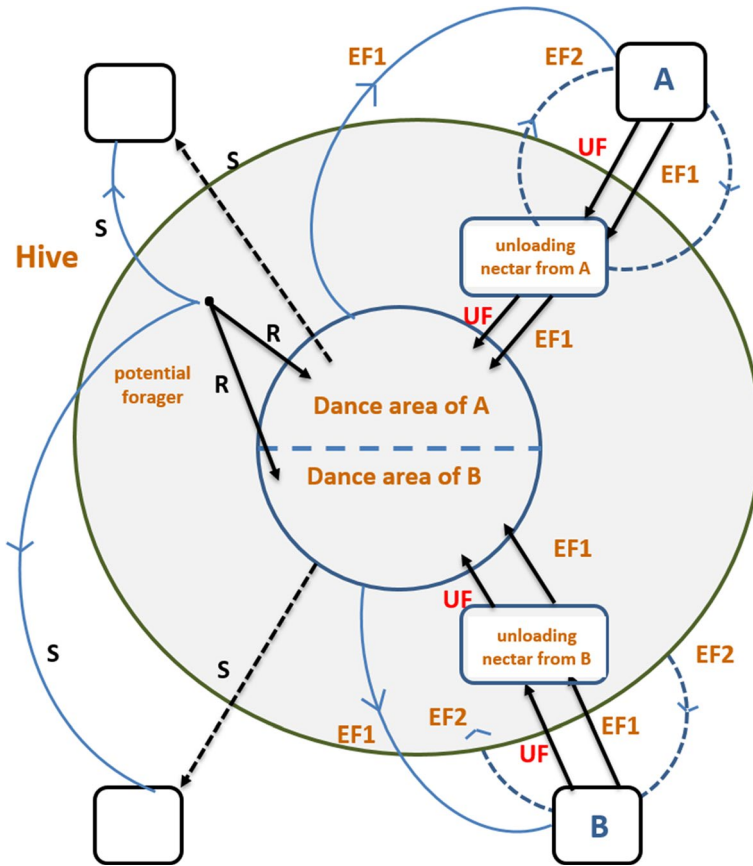 EF1
EF2
A
UF
EF1
S
S
Hive
unloading
nectar from A
UF
EF1
R
R
potential
forager
Dance area of A
Dance area of B
EF1
UF
unloading
nectar from B
EF2
S
S
EF1
EF2
EF1
UF
B